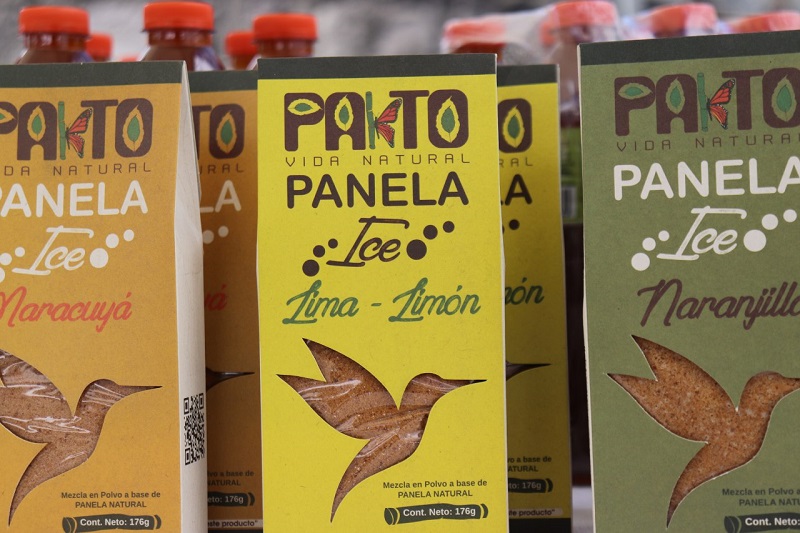 PAKTO
VIDA NATURAL
PANELA
Ice
Maracuyá
Mezcla en Polvo a base de
PANELA NATURAL
Cont. Neto: 176g
PAKTO
VIDA NATURAL
PANELA
Ice
Lima - Limón
Mezcla en Polvo a base de
PANELA NATURAL
Cont. Neto: 176g
PAKTO
VIDA NATURAL
PANELA
Ice
Naranjilla
Mezcla en Polvo a base de
PANELA NATURAL
Cont. Neto: 176g